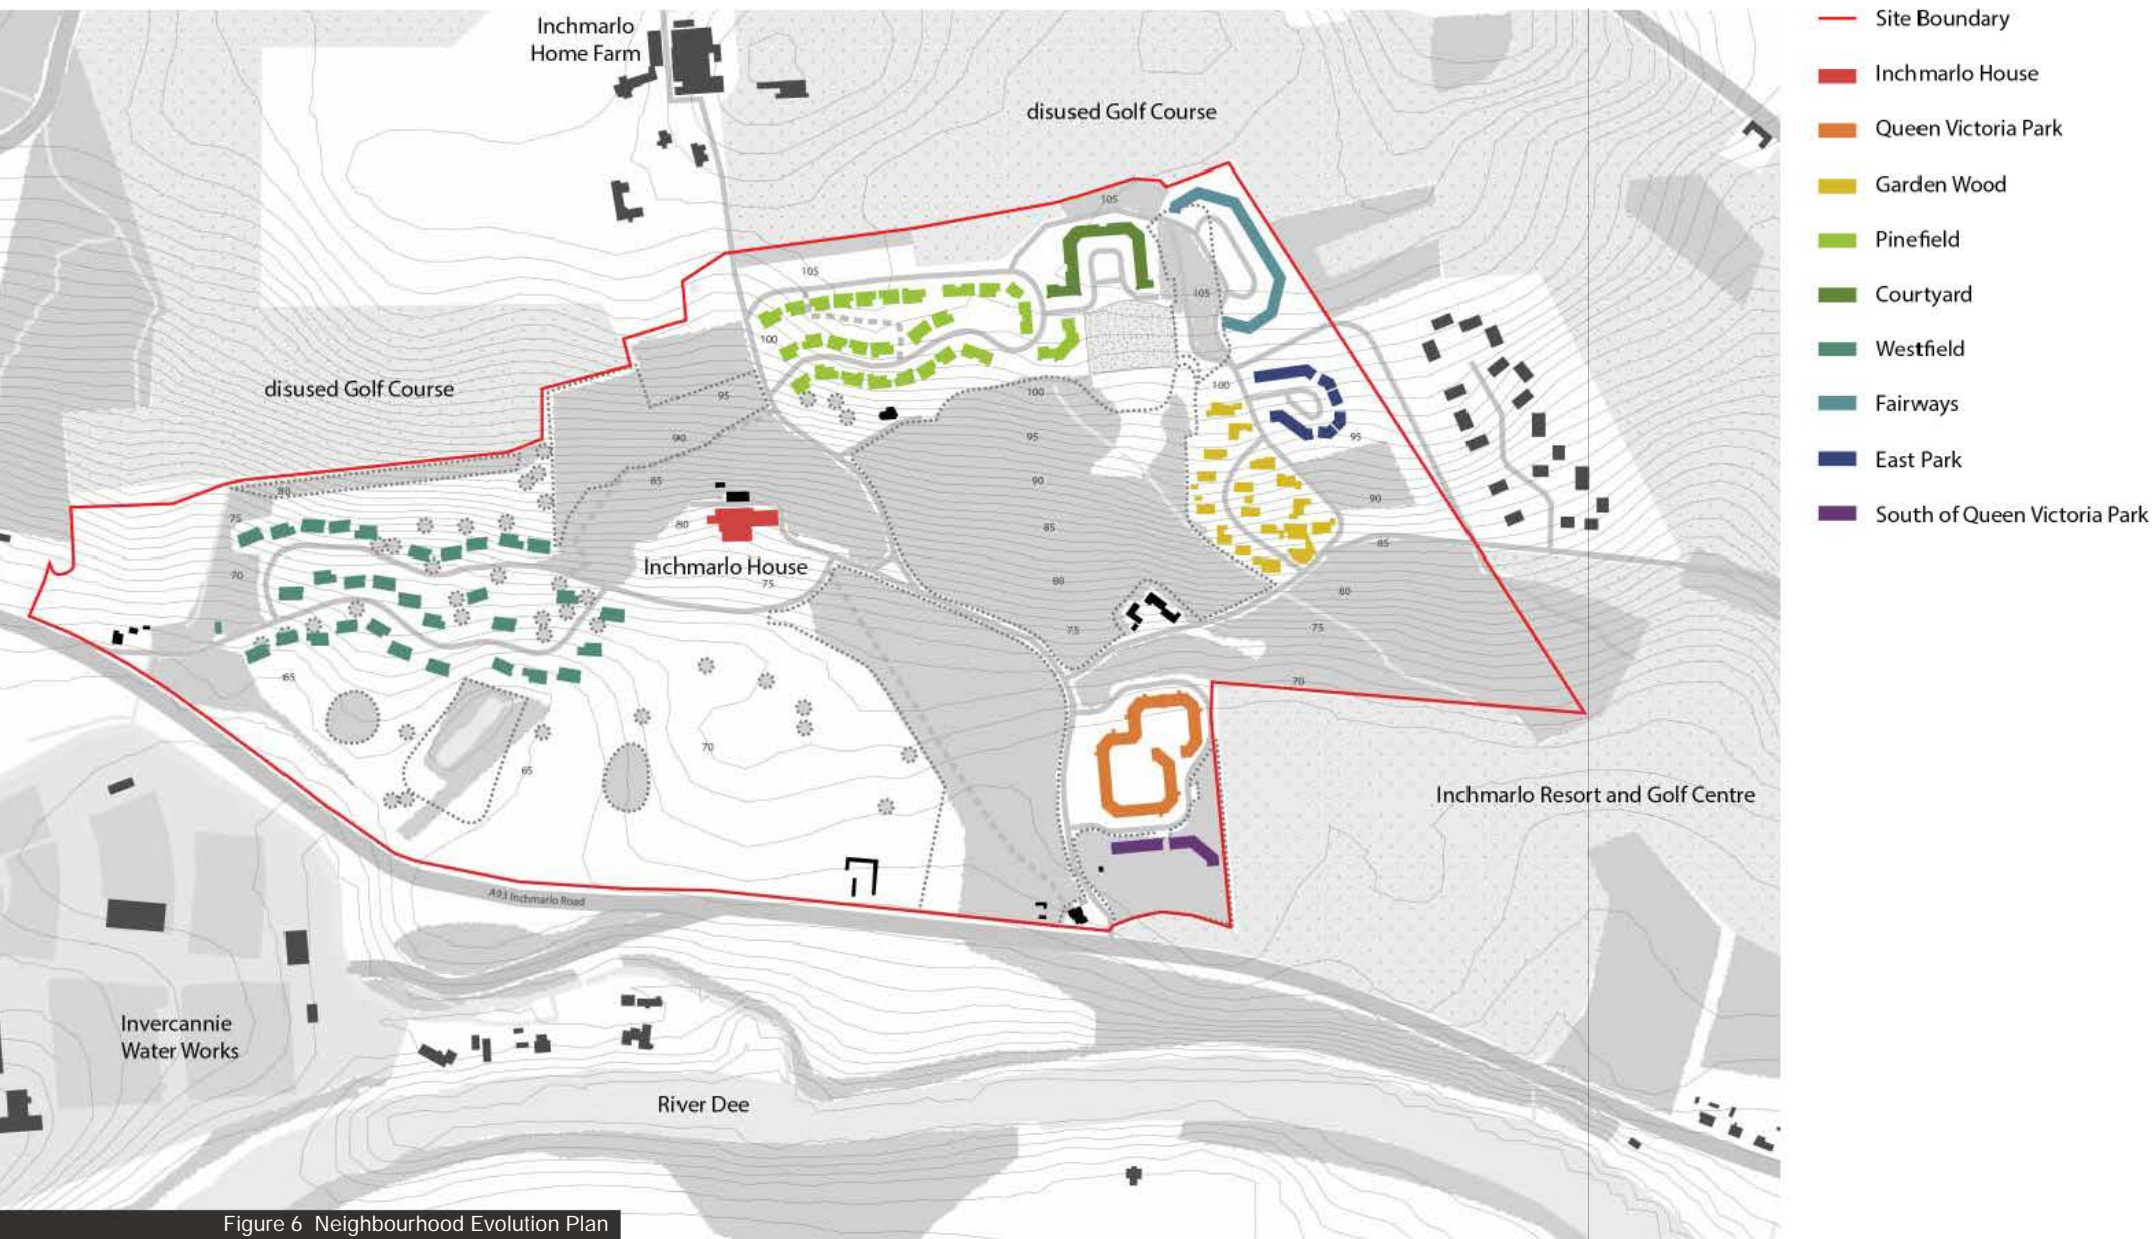 Inchmarlo
Home Farm
disused Golf Course
105
105
105
100
disused Golf Course
95
100
100
90
95
95
85
90
90
80
80
75
85
85
Inchmarlo House
70
75
80
80
75
75
65
70
70
65
Inchmarlo Resort and Golf Centre
A93 Inchmarlo Road
Invercannie
Water Works
River Dee
Figure 6 Neighbourhood Evolution Plan
Site Boundary
Inchmarlo House
Queen Victoria Park
Garden Wood
Pinefield
Courtyard
Westfield
Fairways
East Park
South of Queen Victoria Park